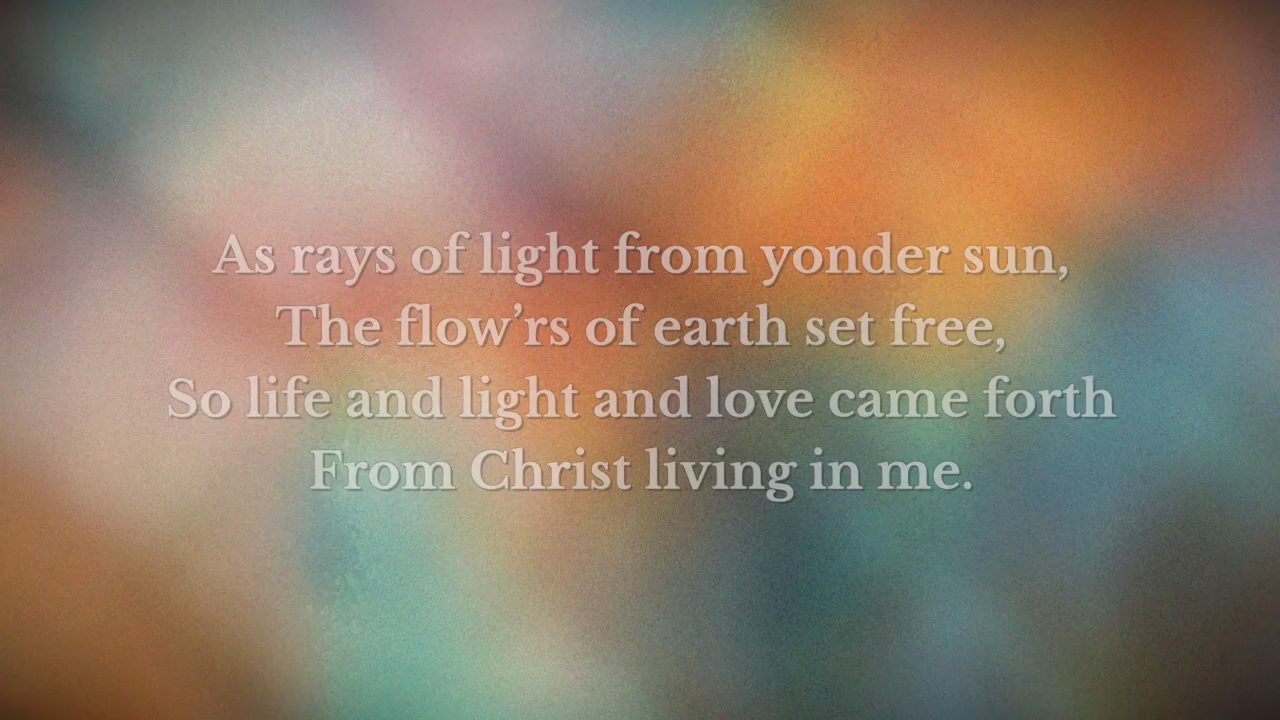 As rays of light from yonder sun,
The flow’rs of earth set free,
So life and light and love came forth
From Christ living in me.